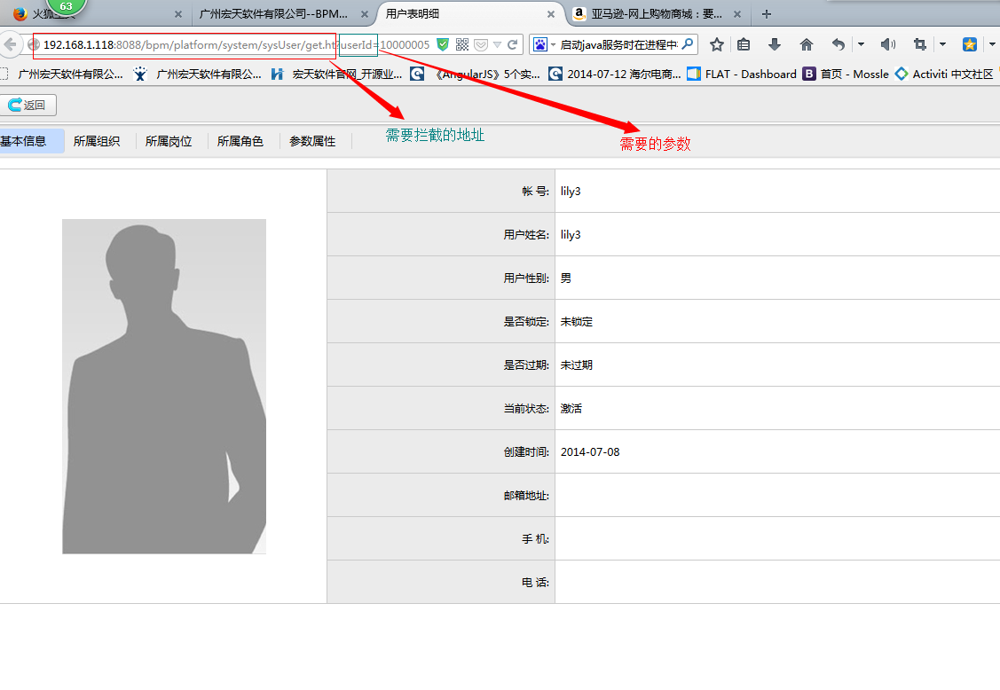 63
火狐主页
广州宏天软件有限公司--BPM...
用户表明细
亚马逊-网上购物商城：要...
192.168.1.118:8088/bpm/platform/system/sysUser/get.ht?userId=10000005
启动java服务时在进程中
广州宏天软件有限公...
广州宏天软件有限公...
宏天软件官网_开源业...
《AngularJS》5个实...
2014-07-12 海尔电商...
FLAT - Dashboard
首页 - Mossle
Activiti 中文社区
返回
基本信息
所属组织
所属岗位
所属角色
参数属性
需要拦截的地址
需要的参数
帐 号: lily3
用户姓名: lily3
用户性别: 男
是否锁定: 未锁定
是否过期: 未过期
当前状态: 激活
创建时间: 2014-07-08
邮箱地址:
手 机:
电 话: